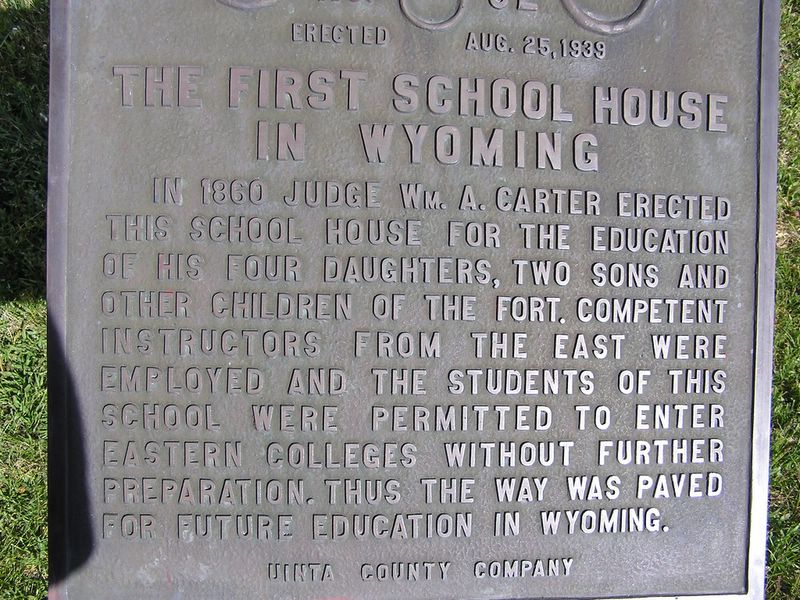 ERECTED AUG. 25, 1939
THE FIRST SCHOOL HOUSE
IN WYOMING
IN 1860 JUDGE WM. A. CARTER ERECTED
THIS SCHOOL HOUSE FOR THE EDUCATION
OF HIS FOUR DAUGHTERS, TWO SONS AND
OTHER CHILDREN OF THE FORT. COMPETENT
INSTRUCTORS FROM THE EAST WERE
EMPLOYED AND THE STUDENTS OF THIS
SCHOOL WERE PERMITTED TO ENTER
EASTERN COLLEGES WITHOUT FURTHER
PREPARATION. THUS THE WAY WAS PAVED
FOR FUTURE EDUCATION IN WYOMING.
UINTA COUNTY COMPANY